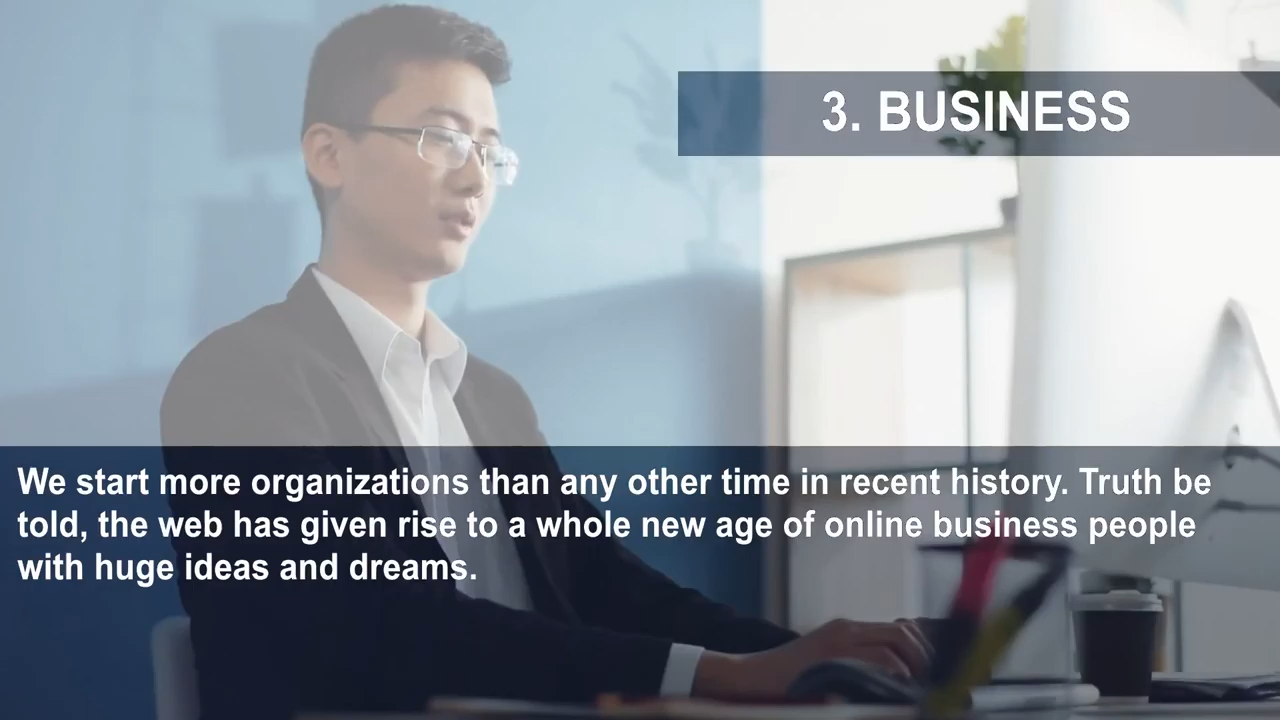 3. BUSINESS
We start more organizations than any other time in recent history. Truth be
told, the web has given rise to a whole new age of online business people
with huge ideas and dreams.